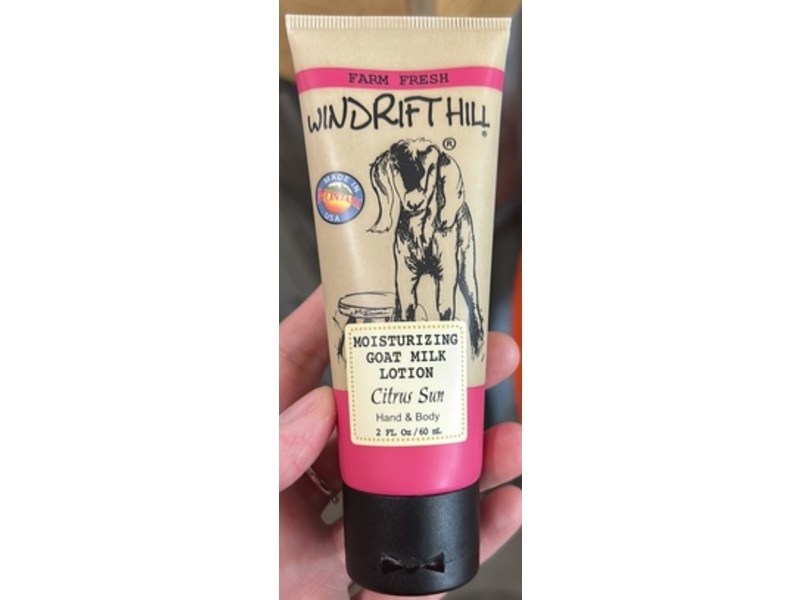 FARM FRESH
WINDRIFT HILL
®
®
MADE IN
USA
MOISTURIZING
GOAT MILK
LOTION
Citrus Sun
Hand & Body
2 FL Oz/60 mL